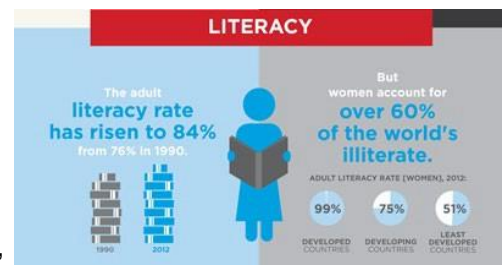 LITERACY
The adult
literacy rate
has risen to 84%
from 76% in 1990.
1990
2012
But
women account for
over 60%
of the world's
illiterate.
ADULT LITERACY RATE (WOMEN), 2012:
99%
75%
51%
DEVELOPED
COUNTRIES
DEVELOPING
COUNTRIES
LEAST
DEVELOPED
COUNTRIES